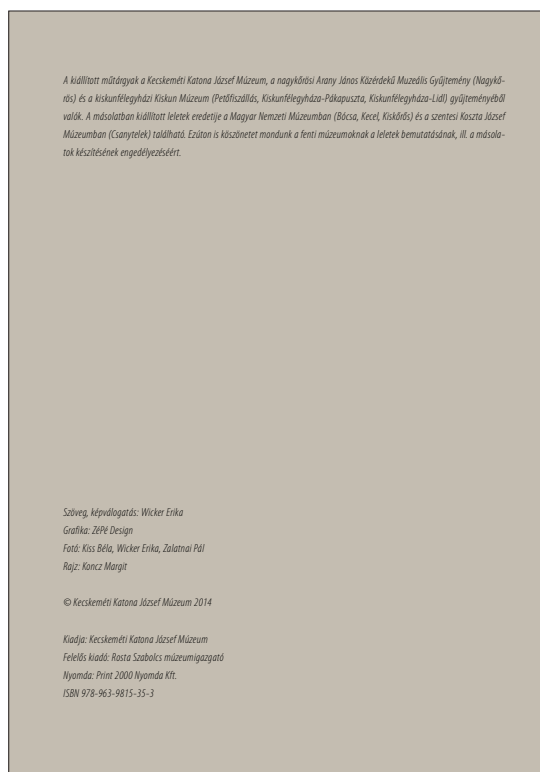 A kiállított műtárgyak a Kecskeméti Katona József Múzeum, a nagykőrösi Arany János Közérdekű Muzeális Gyűjtemény (Nagykő-
rös) és a kiskunfélegyházi Kiskun Múzeum (Petőfiszállás, Kiskunfélegyháza-Pákapuszta, Kiskunfélegyháza-Lidl) gyűjteményéből
valók. A másolatban kiállított leletek eredetije a Magyar Nemzeti Múzeumban (Bócsa, Kecel, Kiskőrös) és a szentesi Koszta József
Múzeumban (Csanytelek) található. Ezúton is köszönetet mondunk a fenti múzeumoknak a leletek bemutatásának, ill. a másola-
tok készítésének engedélyezéséért.
Szöveg, képválogatás: Wicker Erika
Grafika: ZéPé Design
Fotó: Kiss Béla, Wicker Erika, Zalatnai Pál
Rajz: Koncz Margit
© Kecskeméti Katona József Múzeum 2014
Kiadja: Kecskeméti Katona József Múzeum
Felelős kiadó: Rosta Szabolcs múzeumigazgató
Nyomda: Print 2000 Nyomda Kft.
ISBN 978-963-9815-35-3